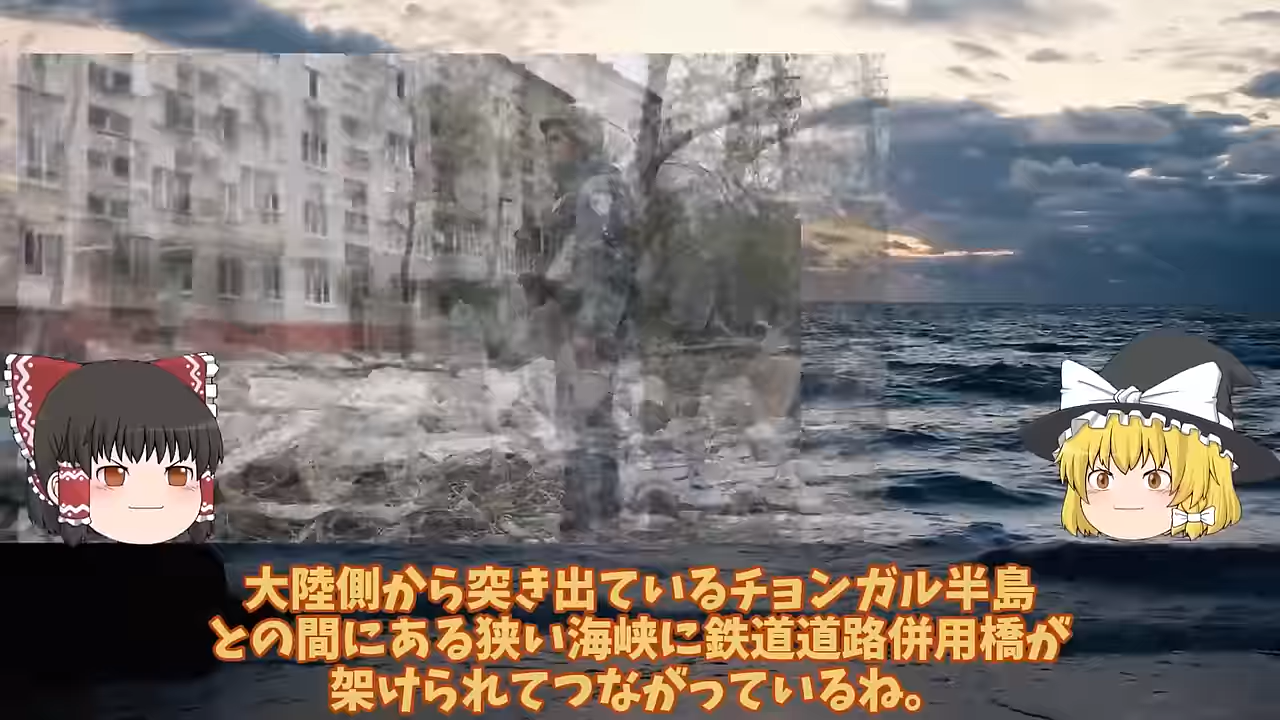 大陸側から突き出ているチョンガル半島
との間にある狭い海峡に鉄道道路併用橋が
架けられてつながっているね。